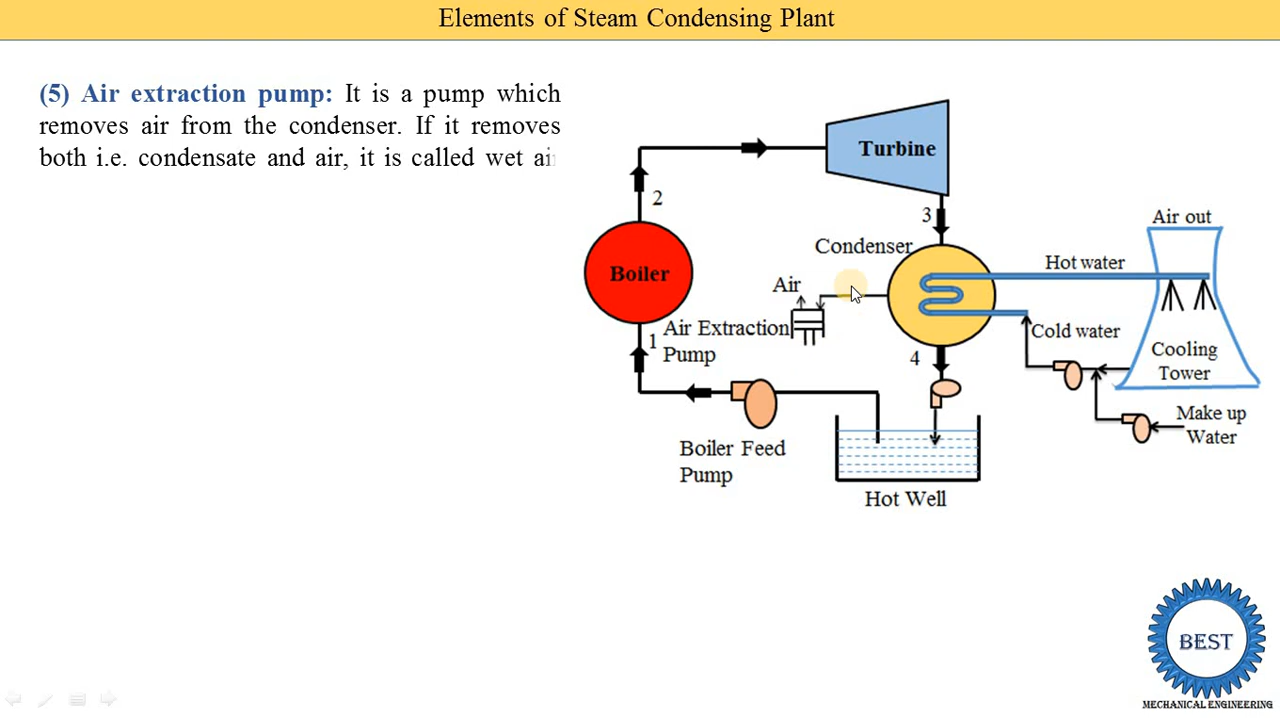 Elements of Steam Condensing Plant
(5) Air extraction pump: It is a pump which
removes air from the condenser. If it removes
both i.e. condensate and air, it is called wet
Turbine
2
3
Air out
Condenser
Hot water
Boiler
Air
Air Extraction
Pump
1
Cold water
4
Cooling
Tower
Make up
Water
Boiler Feed
Pump
Hot Well
BEST
MECHANICAL ENGINEERING